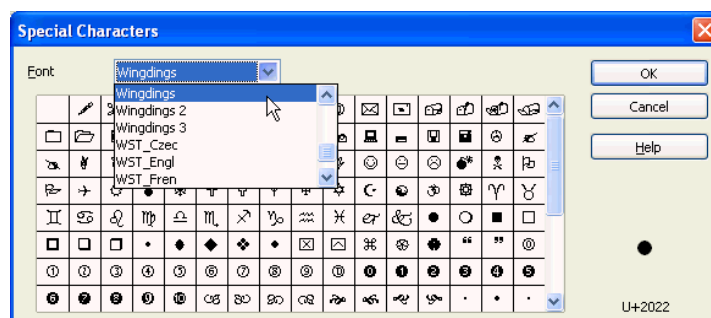 Special Characters
Font
Wingdings
OK
Wingdings
Wingdings 2
Wingdings 3
WST_Czec
WST_Engl
WST_Fren
Cancel
Help
U+2022